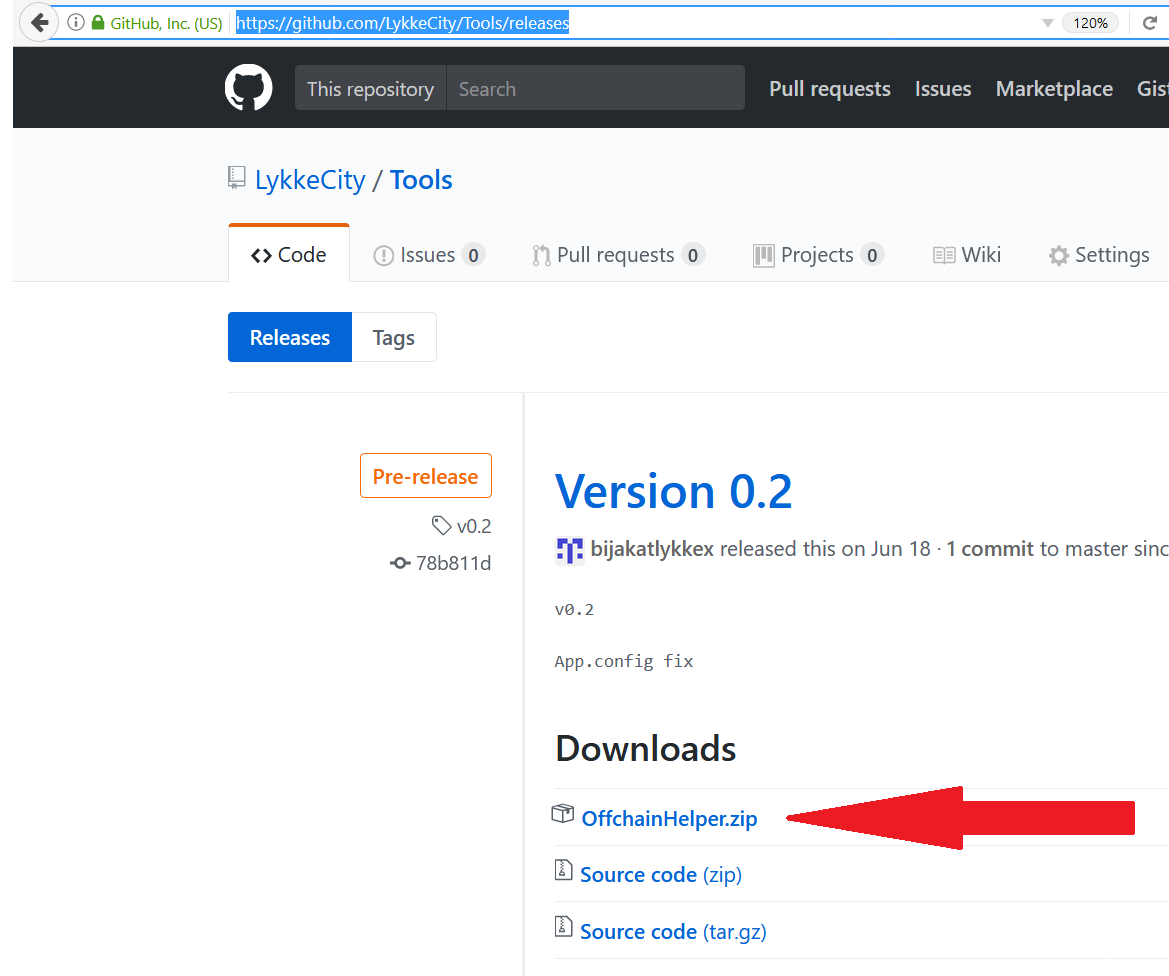 GitHub, Inc. (US) https://github.com/LykkeCity/Tools/releases 120%
This repository Search Pull requests Issues Marketplace Gist
LykkeCity / Tools
Code Issues 0 Pull requests 0 Projects 0 Wiki Settings
Releases Tags
Pre-release
v0.2
78b811d
Version 0.2
bijakatlykkex released this on Jun 18 · 1 commit to master sinc
v0.2
App.config fix
Downloads
OffchainHelper.zip
Source code (zip)
Source code (tar.gz)